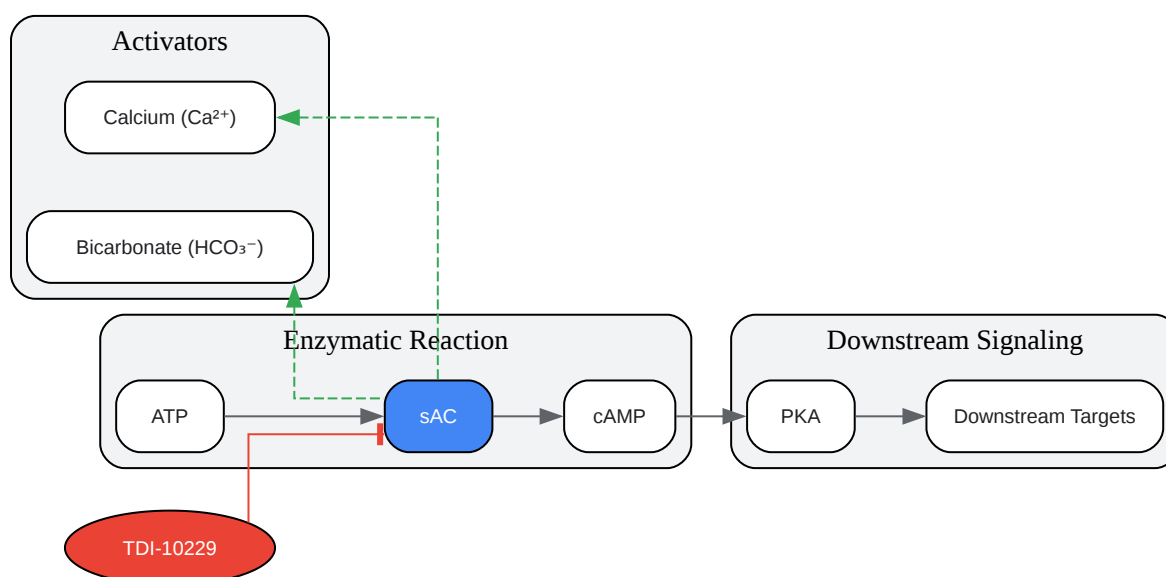 Activators
Calcium (Ca²⁺)
Bicarbonate (HCO₃⁻)
Enzymatic Reaction
Downstream Signaling
ATP
sAC
cAMP
PKA
Downstream Targets
TDI-10229